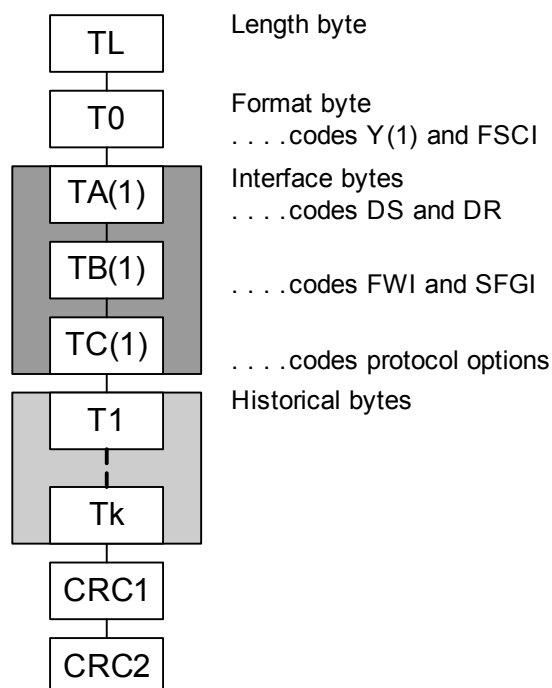 TL
Length byte
T0
Format byte
. . . . codes Y(1) and FSCI
TA(1)
Interface bytes
. . . . codes DS and DR
TB(1)
. . . . codes FWI and SFGI
TC(1)
. . . . codes protocol options
T1
Historical bytes
Tk
CRC1
CRC2